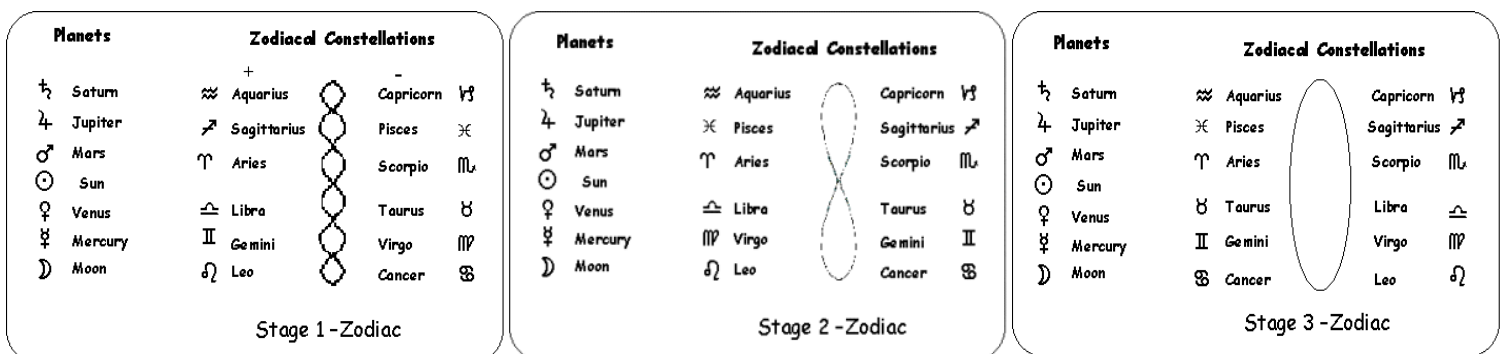 Planets
Zodiacal Constellations
+ -
♄ Saturn ♒ Aquarius Capricorn ♑
♃ Jupiter ♐ Sagittarius Pisces ♓
♂ Mars ♈ Aries Scorpio ♏
☉ Sun
♀ Venus ♎ Libra Taurus ♉
☿ Mercury ♊ Gemini Virgo ♍
☽ Moon ♌ Leo Cancer ♋
Stage 1 -Zodiac
Planets
Zodiacal Constellations
♄ Saturn ♒ Aquarius Capricorn ♑
♃ Jupiter ♓ Pisces Sagittarius ♐
♂ Mars ♈ Aries Scorpio ♏
☉ Sun
♀ Venus ♎ Libra Taurus ♉
☿ Mercury ♍ Virgo Gemini ♊
☽ Moon ♌ Leo Cancer ♋
Stage 2 -Zodiac
Planets
Zodiacal Constellations
♄ Saturn ♒ Aquarius Capricorn ♑
♃ Jupiter ♓ Pisces Sagittarius ♐
♂ Mars ♈ Aries Scorpio ♏
☉ Sun
♀ Venus ♉ Taurus Libra ♎
☿ Mercury ♊ Gemini Virgo ♍
☽ Moon ♋ Cancer Leo ♌
Stage 3 -Zodiac